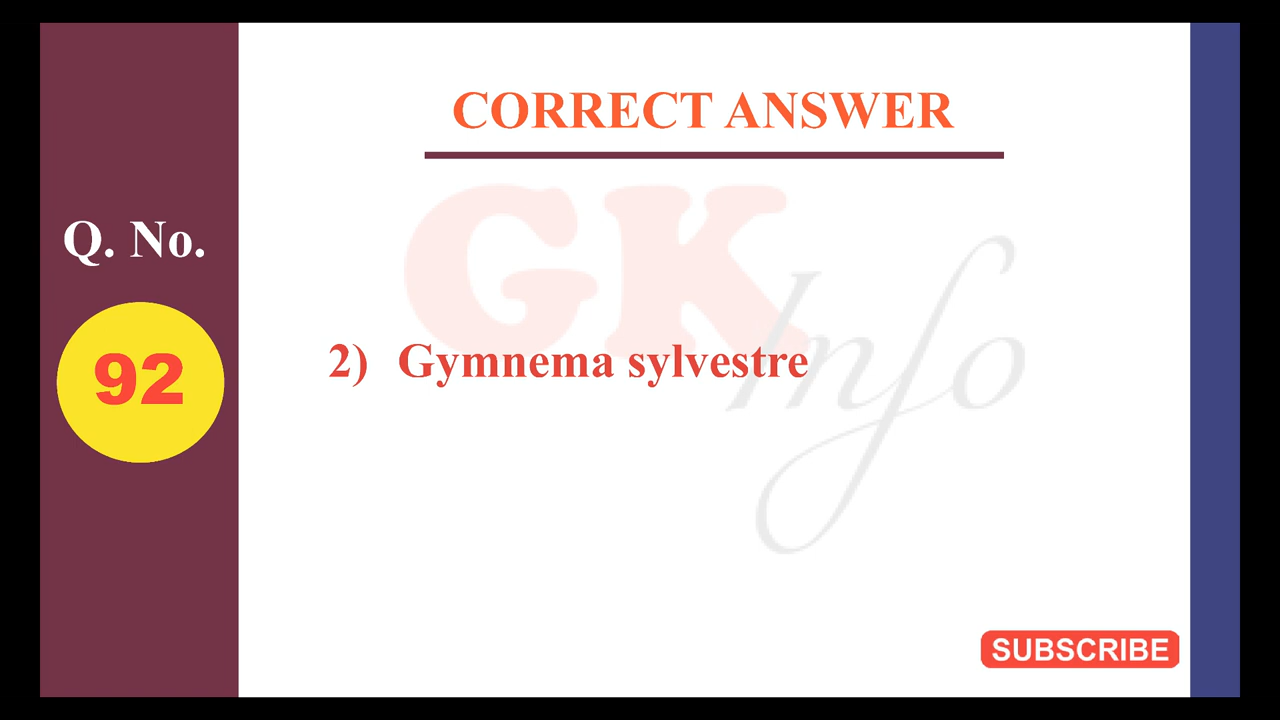 CORRECT ANSWER
Q. No.
92
GK Info
2) Gymnema sylvestre
SUBSCRIBE